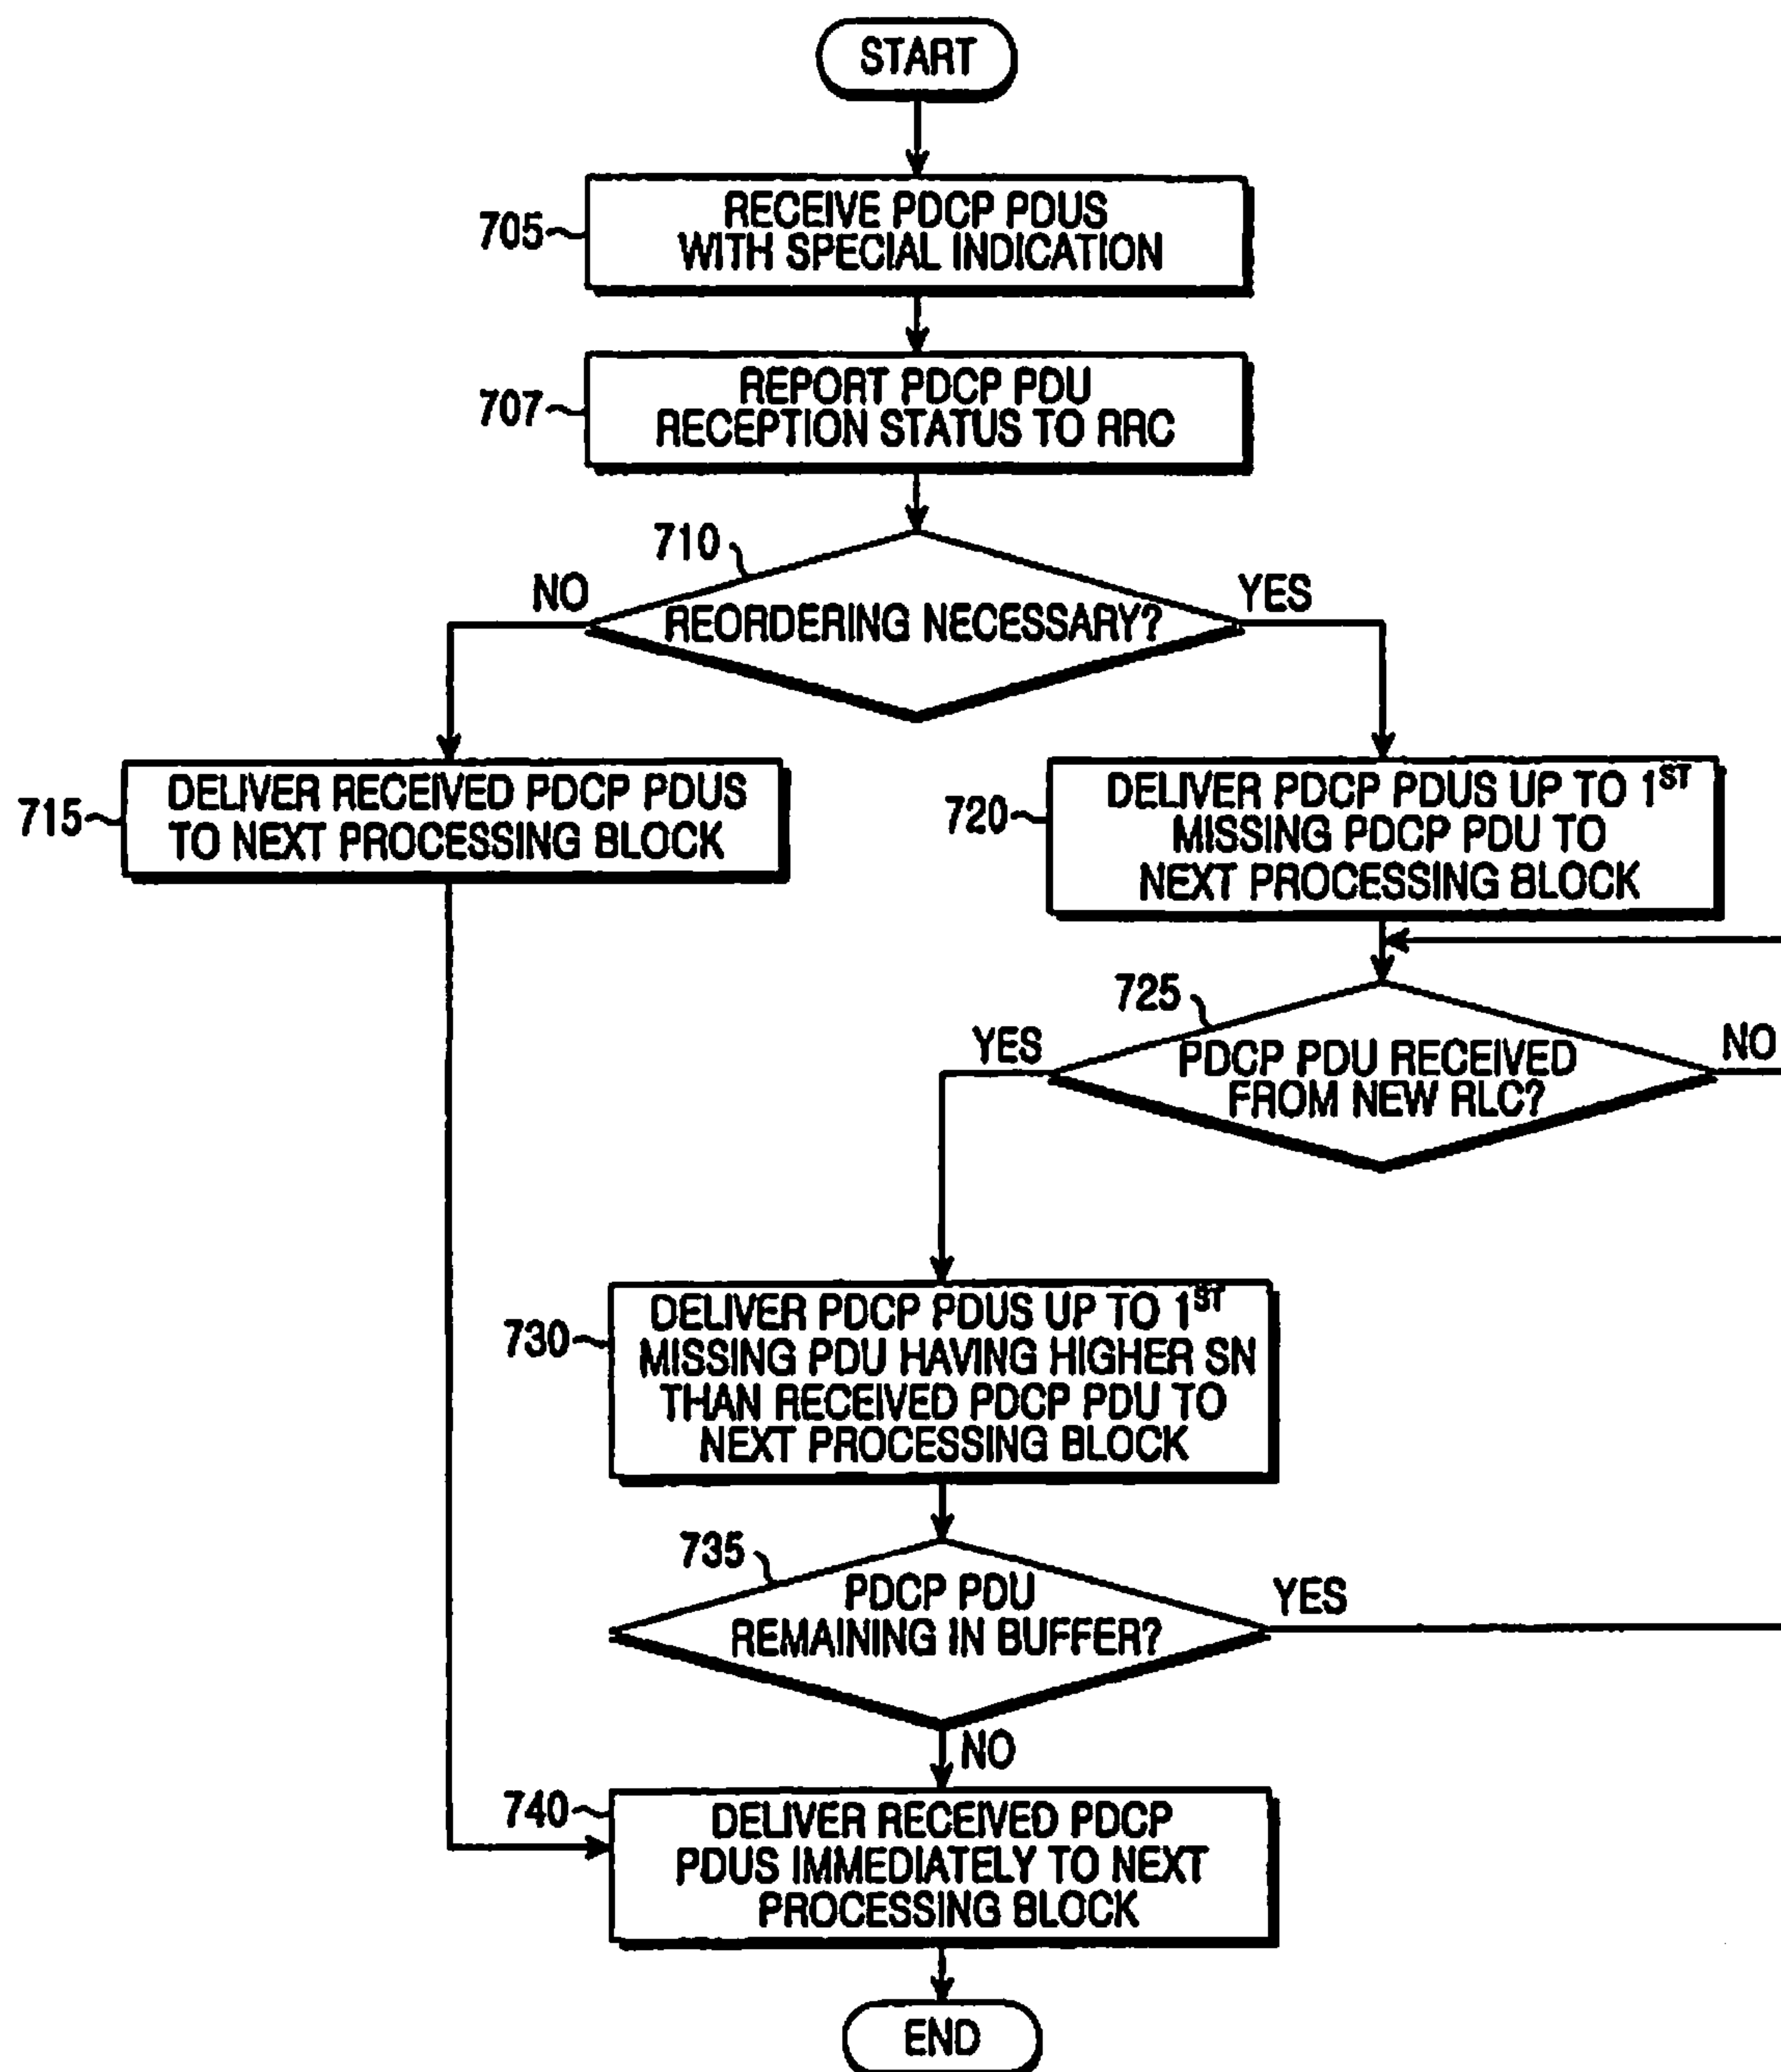 START
705
RECEIVE PDCP PDUS
WITH SPECIAL INDICATION
707
REPORT PDCP PDU
RECEPTION STATUS TO RRC
710
NO
YES
REORDERING NECESSARY?
715
DELIVER RECEIVED PDCP PDUS
TO NEXT PROCESSING BLOCK
720
DELIVER PDCP PDUS UP TO 1ST
MISSING PDCP PDU TO
NEXT PROCESSING BLOCK
725
YES
NO
PDCP PDU RECEIVED
FROM NEW RLC?
730
DELIVER PDCP PDUS UP TO 1ST
MISSING PDU HAVING HIGHER SN
THAN RECEIVED PDCP PDU TO
NEXT PROCESSING BLOCK
735
PDCP PDU
REMAINING IN BUFFER?
YES
NO
740
DELIVER RECEIVED PDCP
PDUS IMMEDIATELY TO NEXT
PROCESSING BLOCK
END